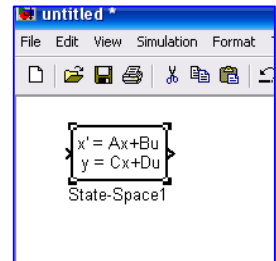 untitled *
File Edit View Simulation Format
x' = Ax+Bu
y = Cx+Du
State-Space1